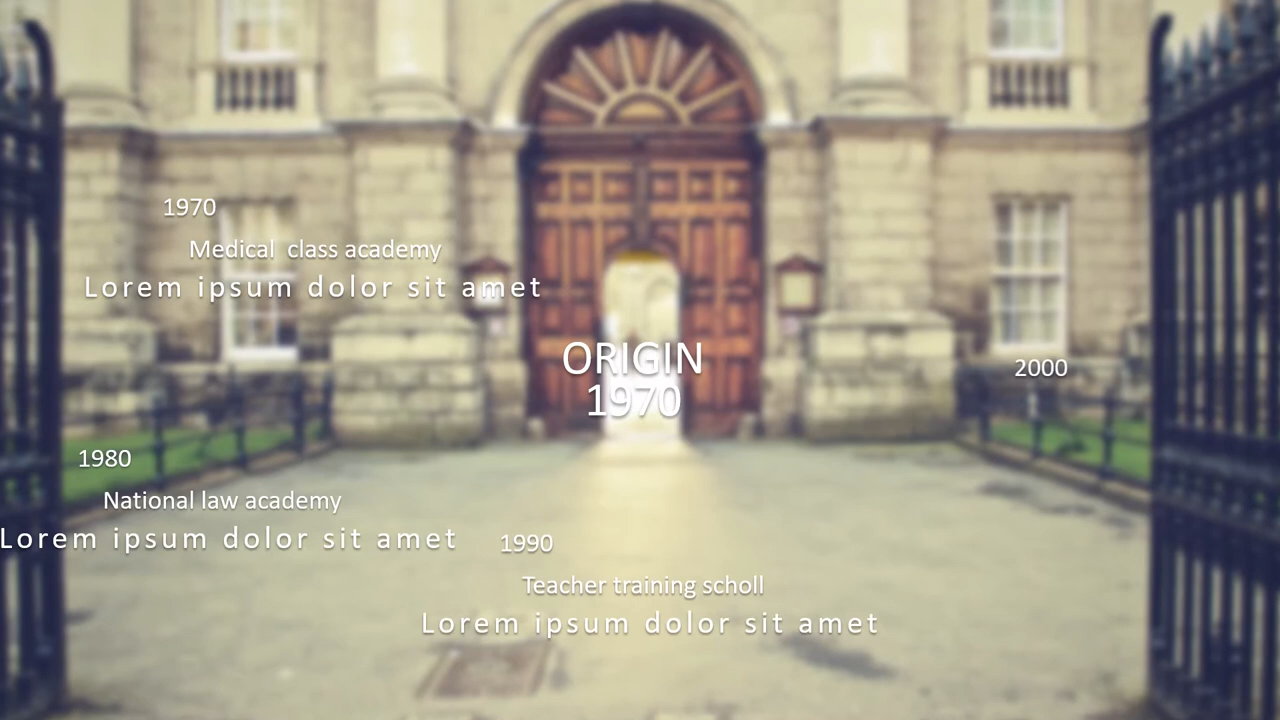 1970
Medical  class academy
Lorem ipsum dolor sit amet
ORIGIN
1970
2000
1980
National law academy
Lorem ipsum dolor sit amet
1990
Teacher training scholl
Lorem ipsum dolor sit amet